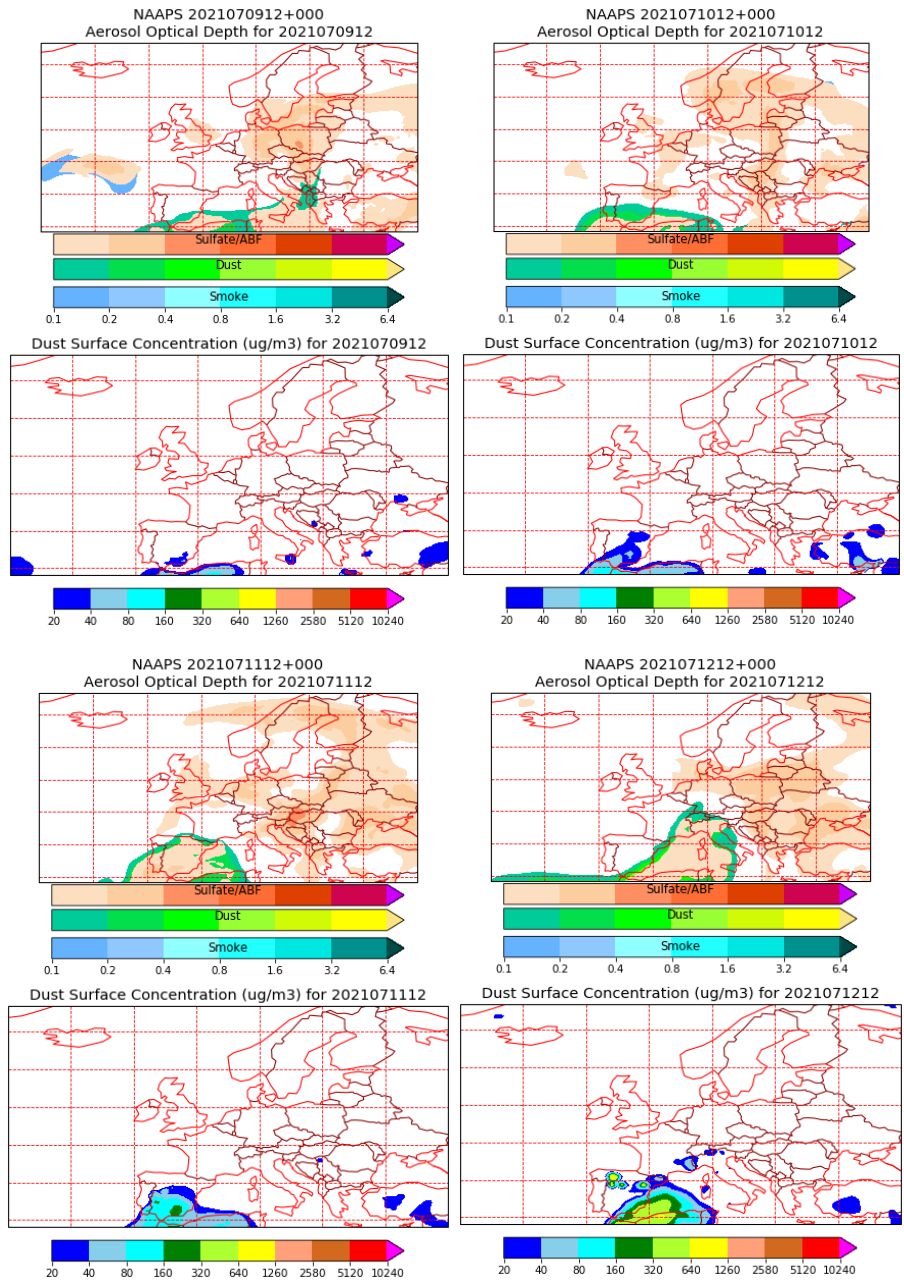 NAAPS 2021070912+000
Aerosol Optical Depth for 2021070912
Sulfate/ABF
Dust
Smoke
0.1 0.2 0.4 0.8 1.6 3.2 6.4
Dust Surface Concentration (ug/m3) for 2021070912
20 40 80 160 320 640 1260 2580 5120 10240
NAAPS 2021071012+000
Aerosol Optical Depth for 2021071012
Sulfate/ABF
Dust
Smoke
0.1 0.2 0.4 0.8 1.6 3.2 6.4
Dust Surface Concentration (ug/m3) for 2021071012
20 40 80 160 320 640 1260 2580 5120 10240
NAAPS 2021071112+000
Aerosol Optical Depth for 2021071112
Sulfate/ABF
Dust
Smoke
0.1 0.2 0.4 0.8 1.6 3.2 6.4
Dust Surface Concentration (ug/m3) for 2021071112
20 40 80 160 320 640 1260 2580 5120 10240
NAAPS 2021071212+000
Aerosol Optical Depth for 2021071212
Sulfate/ABF
Dust
Smoke
0.1 0.2 0.4 0.8 1.6 3.2 6.4
Dust Surface Concentration (ug/m3) for 2021071212
20 40 80 160 320 640 1260 2580 5120 10240